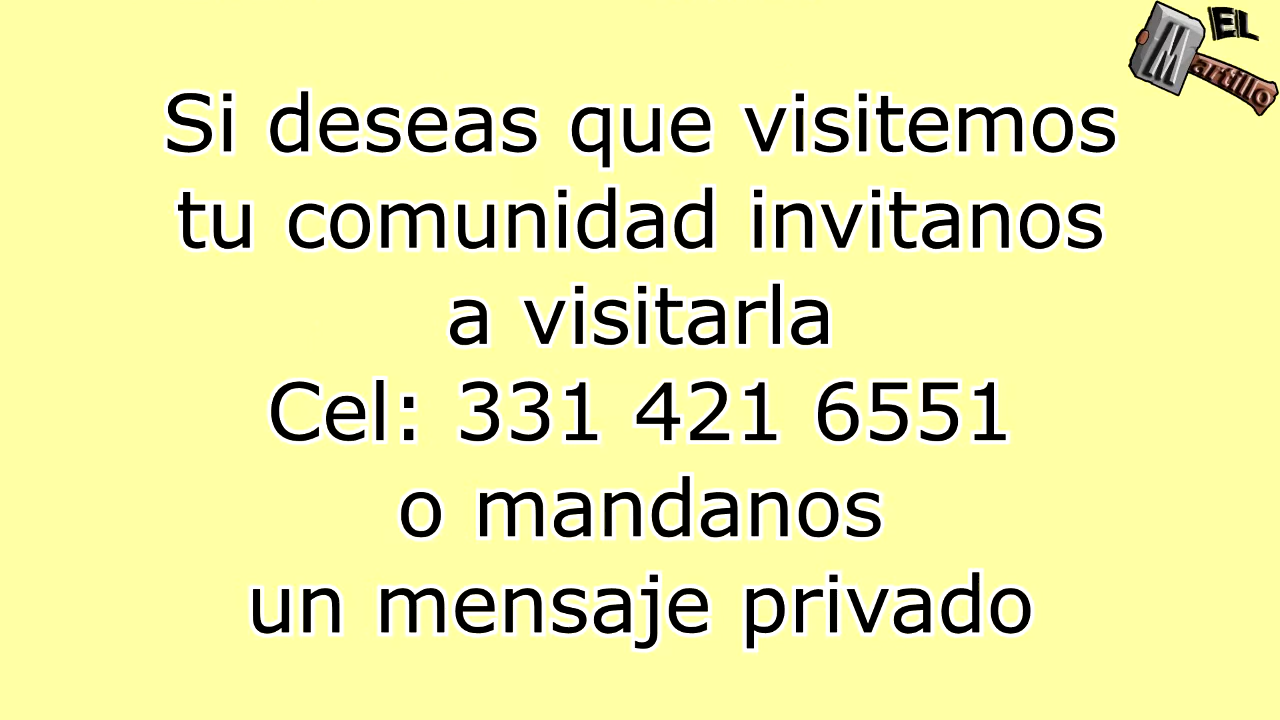 EL
Martillo
Si deseas que visitemos
tu comunidad invitanos
a visitarla
Cel: 331 421 6551
o mandanos
un mensaje privado